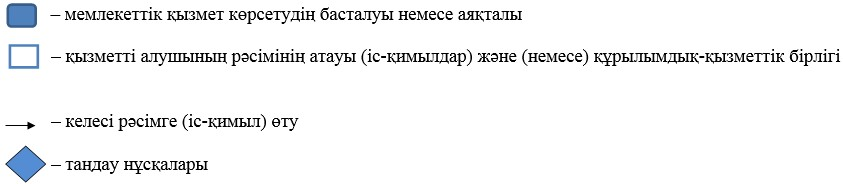 – мемлекеттік қызмет көрсетудің басталуы немесе аяқталы
– қызметті алушының рәсімінің атауы (іс-қимылдар) және (немесе) құрылымдық-қызметтік бірлігі
– келесі рәсімге (іс-қимыл) өту
– тандау нұсқалары